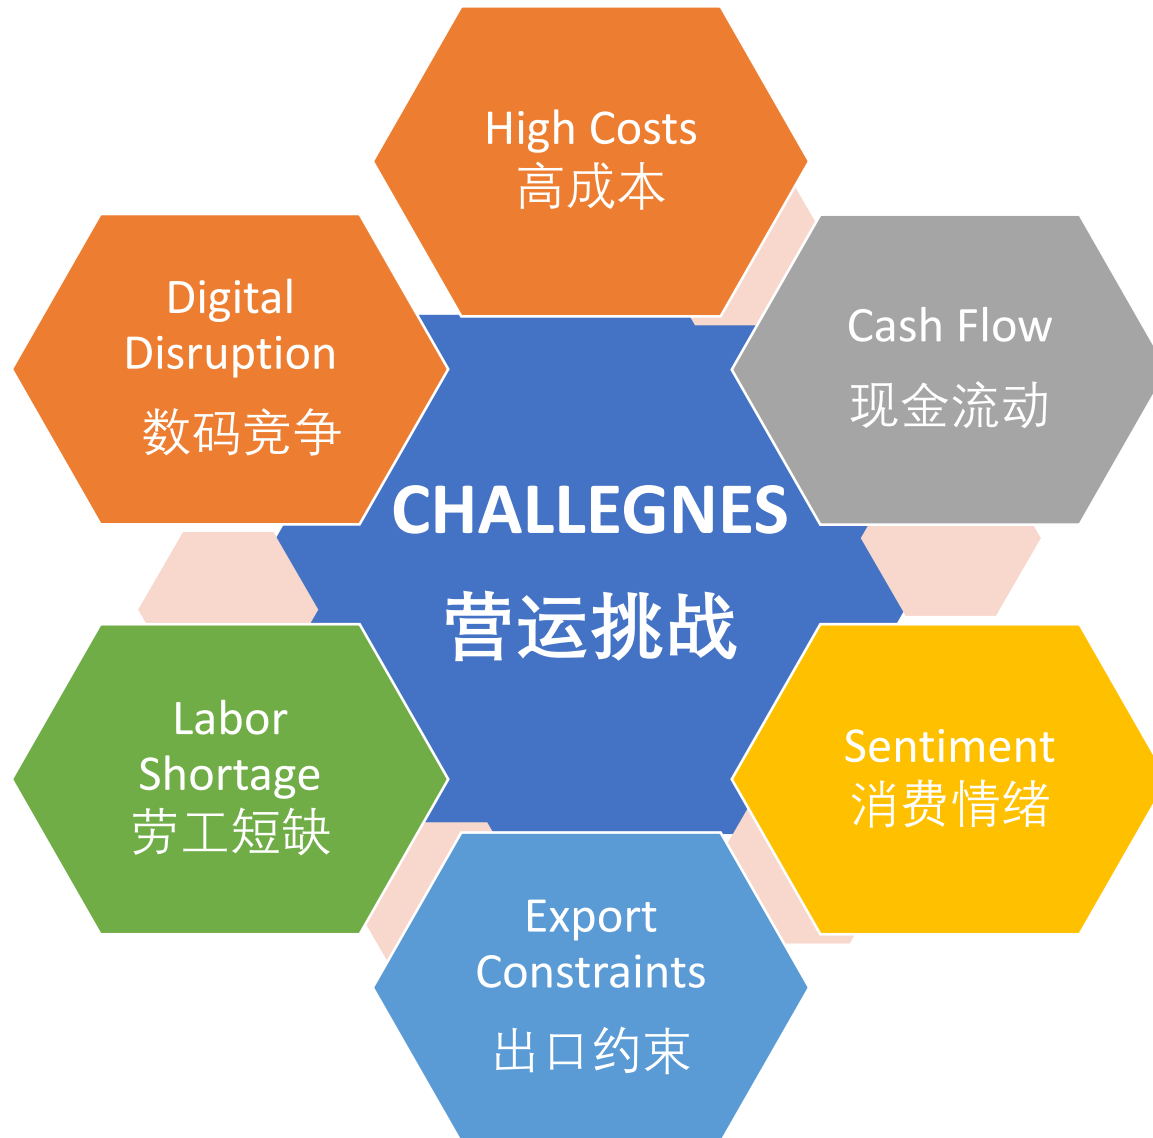 High Costs
高成本
Digital
Disruption
数码竞争
Cash Flow
现金流动
CHALLEGNES
营运挑战
Labor
Shortage
劳工短缺
Sentiment
消费情绪
Export
Constraints
出口约束